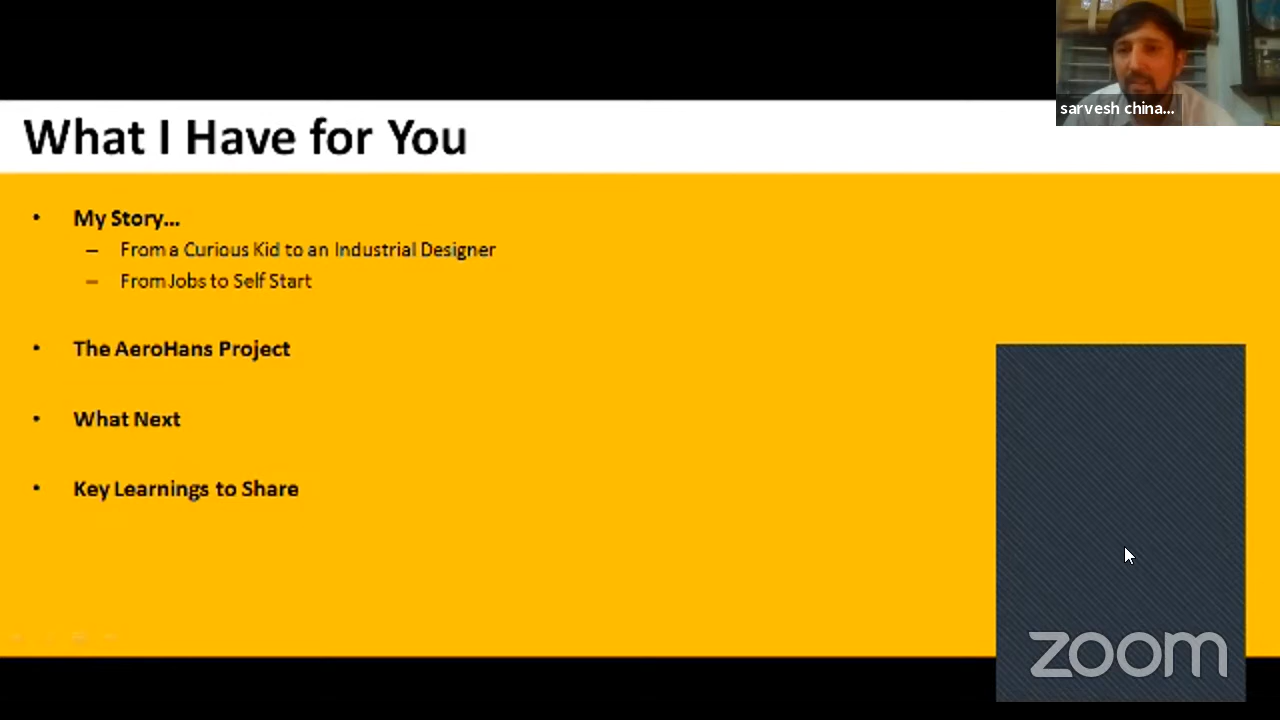 sarvesh china...
What I Have for You
• My Story...
– From a Curious Kid to an Industrial Designer
– From Jobs to Self Start
• The AeroHans Project
• What Next
• Key Learnings to Share
zoom